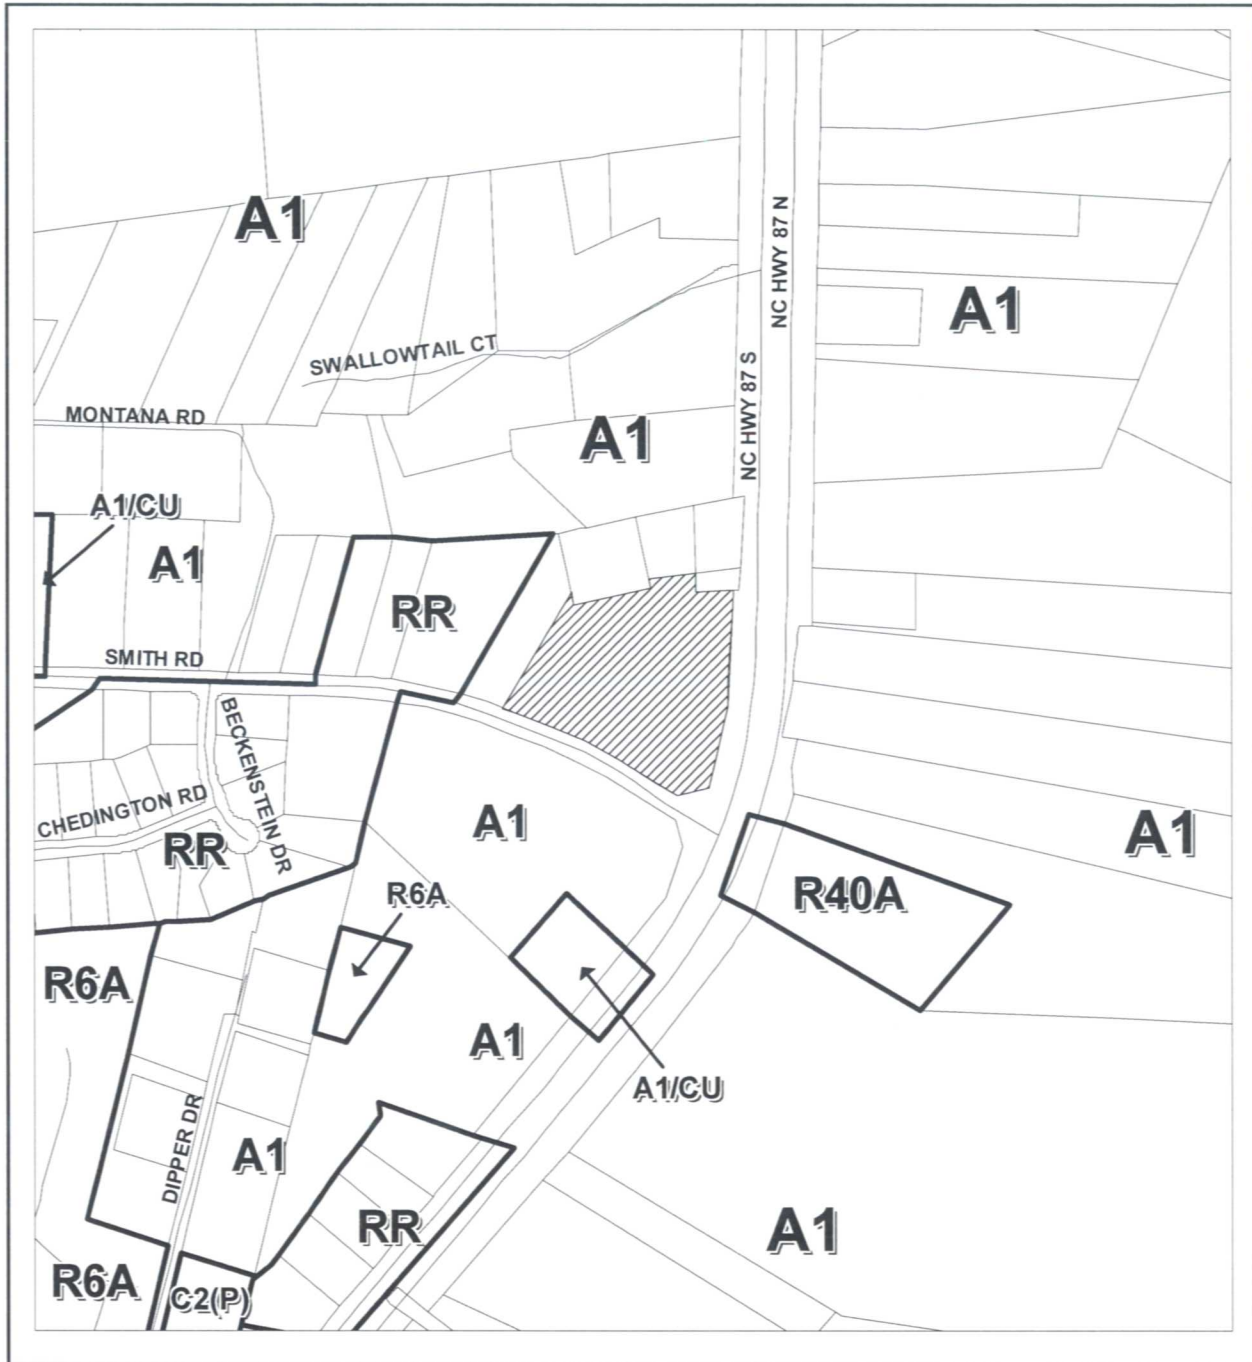 A1
NC HWY 87 N
A1
SWALLOWTAIL CT
NC HWY 87 S
MONTANA RD
A1
A1/CU
A1
RR
SMITH RD
BECKENSTEIN DR
CHEDINGTON RD
RR
A1
A1
R6A
R40A
R6A
A1
A1/CU
DIPPER DR
A1
RR
A1
R6A
C2(P)